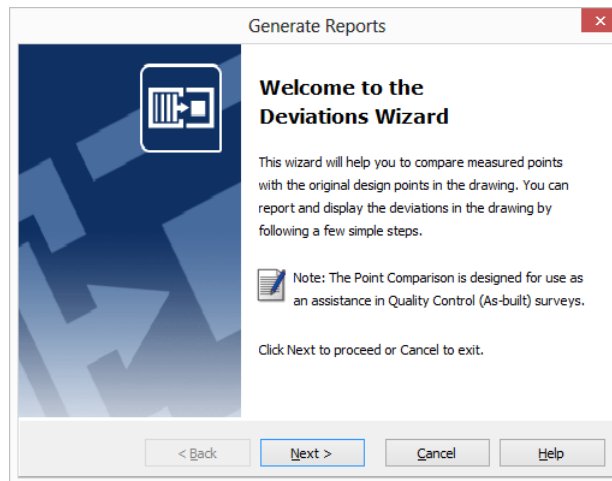 Generate Reports
Welcome to the
Deviations Wizard
This wizard will help you to compare measured points
with the original design points in the drawing. You can
report and display the deviations in the drawing by
following a few simple steps.
Note: The Point Comparison is designed for use as
an assistance in Quality Control (As-built) surveys.
Click Next to proceed or Cancel to exit.
< Back Next > Cancel Help